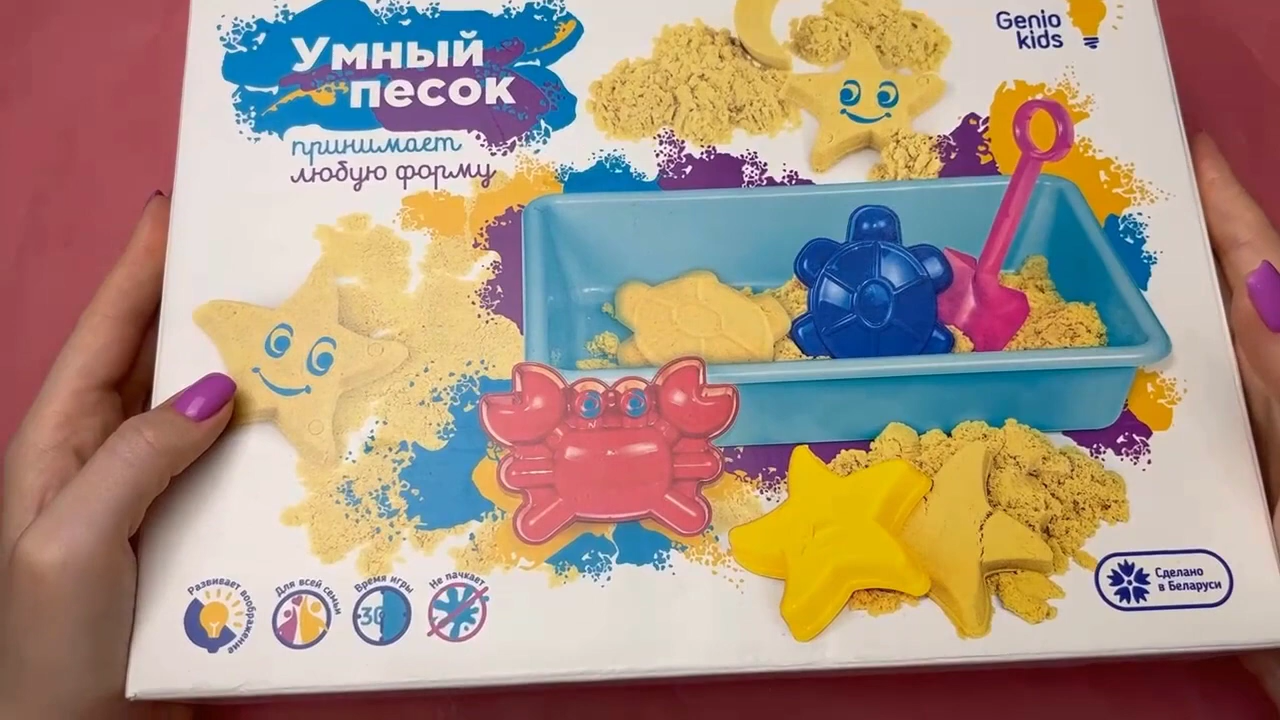 Умный
песок
принимает
любую форму
Genio
kids
Развивает воображение
Для всей семьи
Время игры
30
Не пачкает
Сделано
в Беларуси